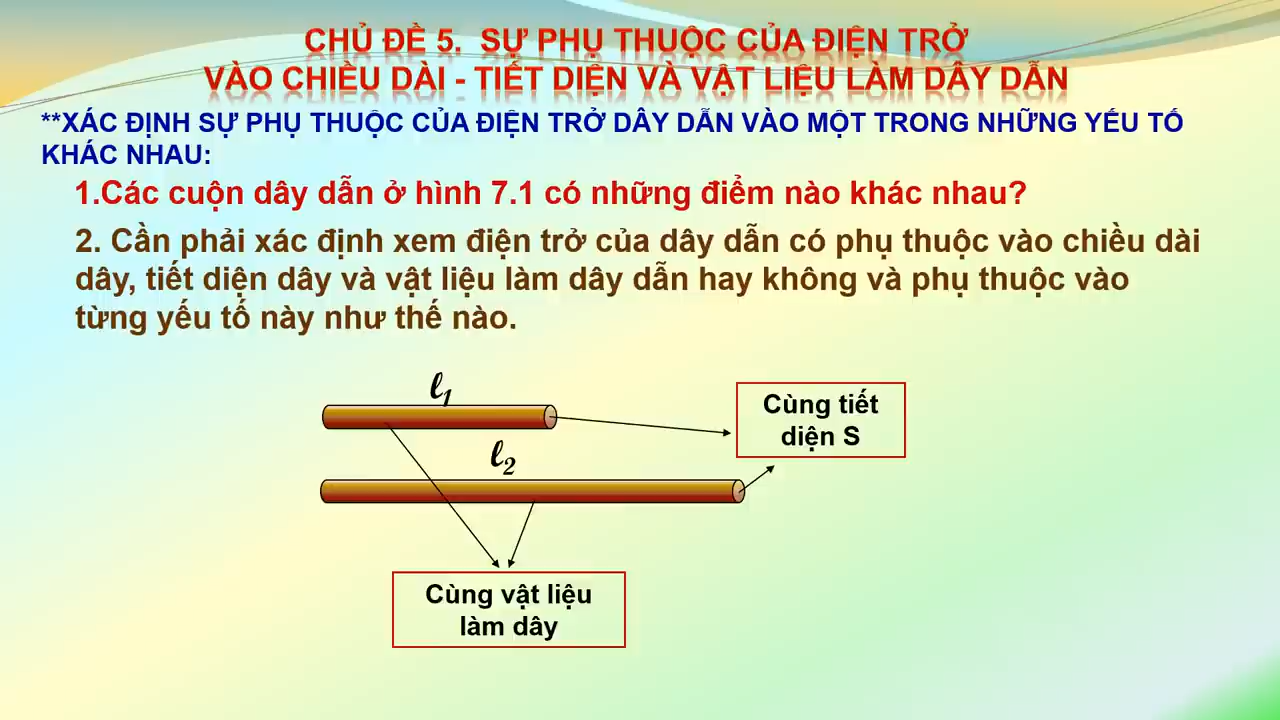 CHỦ ĐỀ 5. SỰ PHỤ THUỘC CỦA ĐIỆN TRỞ
VÀO CHIỀU DÀI - TIẾT DIỆN VÀ VẬT LIỆU LÀM DÂY DẪN
**XÁC ĐỊNH SỰ PHỤ THUỘC CỦA ĐIỆN TRỞ DÂY DẪN VÀO MỘT TRONG NHỮNG YẾU TỐ
KHÁC NHAU:
1.Các cuộn dây dẫn ở hình 7.1 có những điểm nào khác nhau?
2. Cần phải xác định xem điện trở của dây dẫn có phụ thuộc vào chiều dài
dây, tiết diện dây và vật liệu làm dây dẫn hay không và phụ thuộc vào
từng yếu tố này như thế nào.
ℓ1
Cùng tiết
diện S
ℓ2
Cùng vật liệu
làm dây